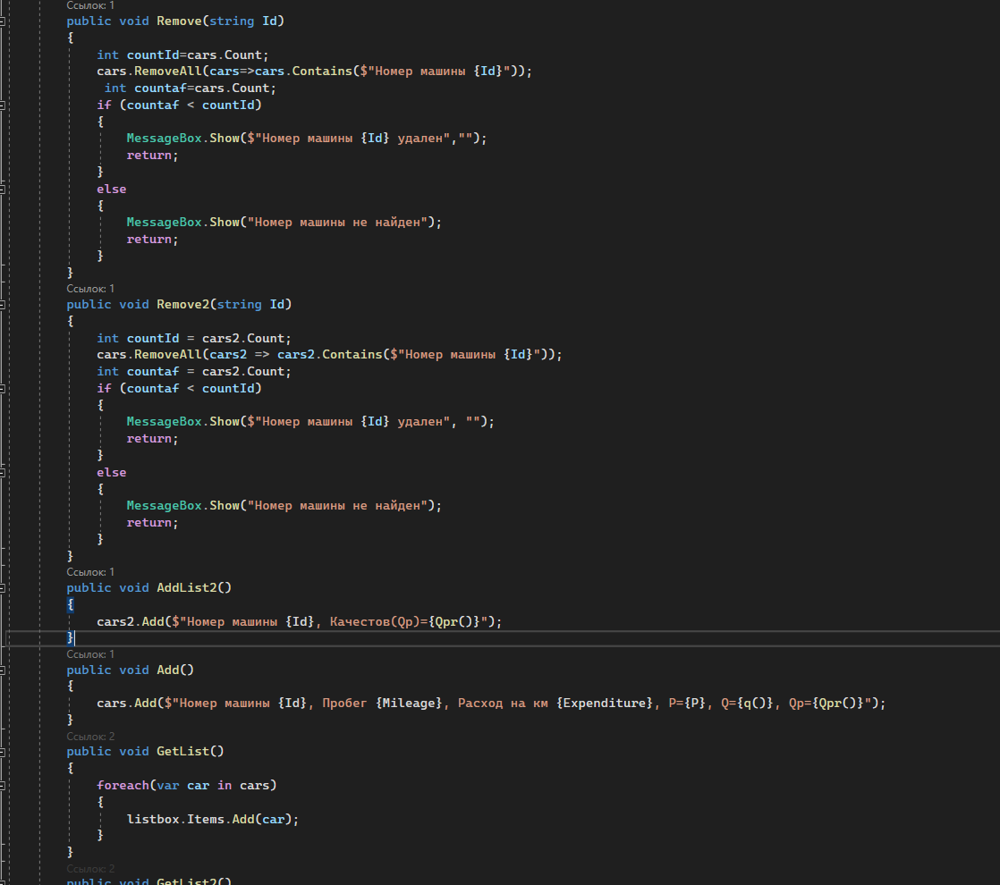 Ссылок: 1
public void Remove(string Id)
{
int countId=cars.Count;
cars.RemoveAll(cars=>cars.Contains($"Номер машины {Id}"));
int countaf=cars.Count;
if (countaf < countId)
{
MessageBox.Show($"Номер машины {Id} удален","");
return;
}
else
{
MessageBox.Show("Номер машины не найден");
return;
}
}
Ссылок: 1
public void Remove2(string Id)
{
int countId = cars2.Count;
cars.RemoveAll(cars2 => cars2.Contains($"Номер машины {Id}"));
int countaf = cars2.Count;
if (countaf < countId)
{
MessageBox.Show($"Номер машины {Id} удален", "");
return;
}
else
{
MessageBox.Show("Номер машины не найден");
return;
}
}
Ссылок: 1
public void AddList2()
{
cars2.Add($"Номер машины {Id}, Качестов(Qp)={Qpr()}");
}
Ссылок: 1
public void Add()
{
cars.Add($"Номер машины {Id}, Пробег {Mileage}, Расход на км {Expenditure}, P={P}, Q={q()}, Qp={Qpr()}");
}
Ссылок: 2
public void GetList()
{
foreach(var car in cars)
{
listbox.Items.Add(car);
}
}
Ссылок: 2
public void GetList2()